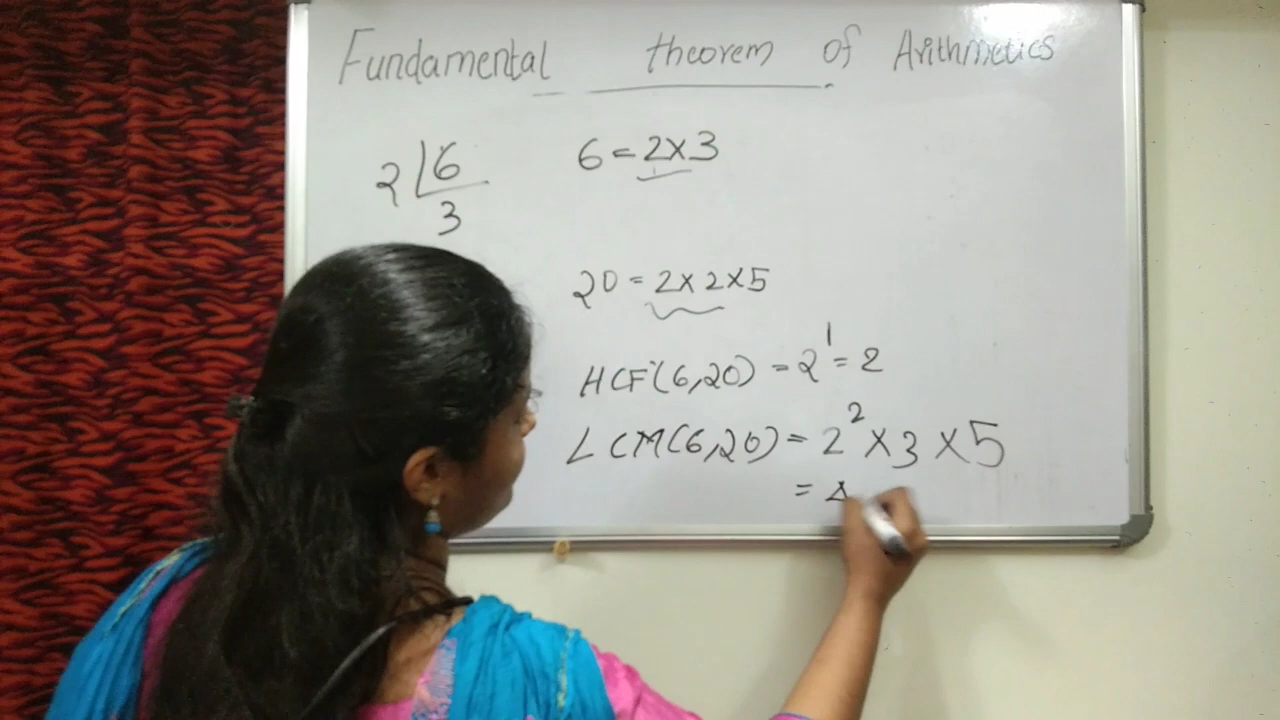 Fundamental theorem of Arithmetics
2 6 6 = 2x3
3
20 = 2x2x5
HCF(6,20) = 2¹ = 2
LCM(6,20) = 2² x 3 x 5
= 4